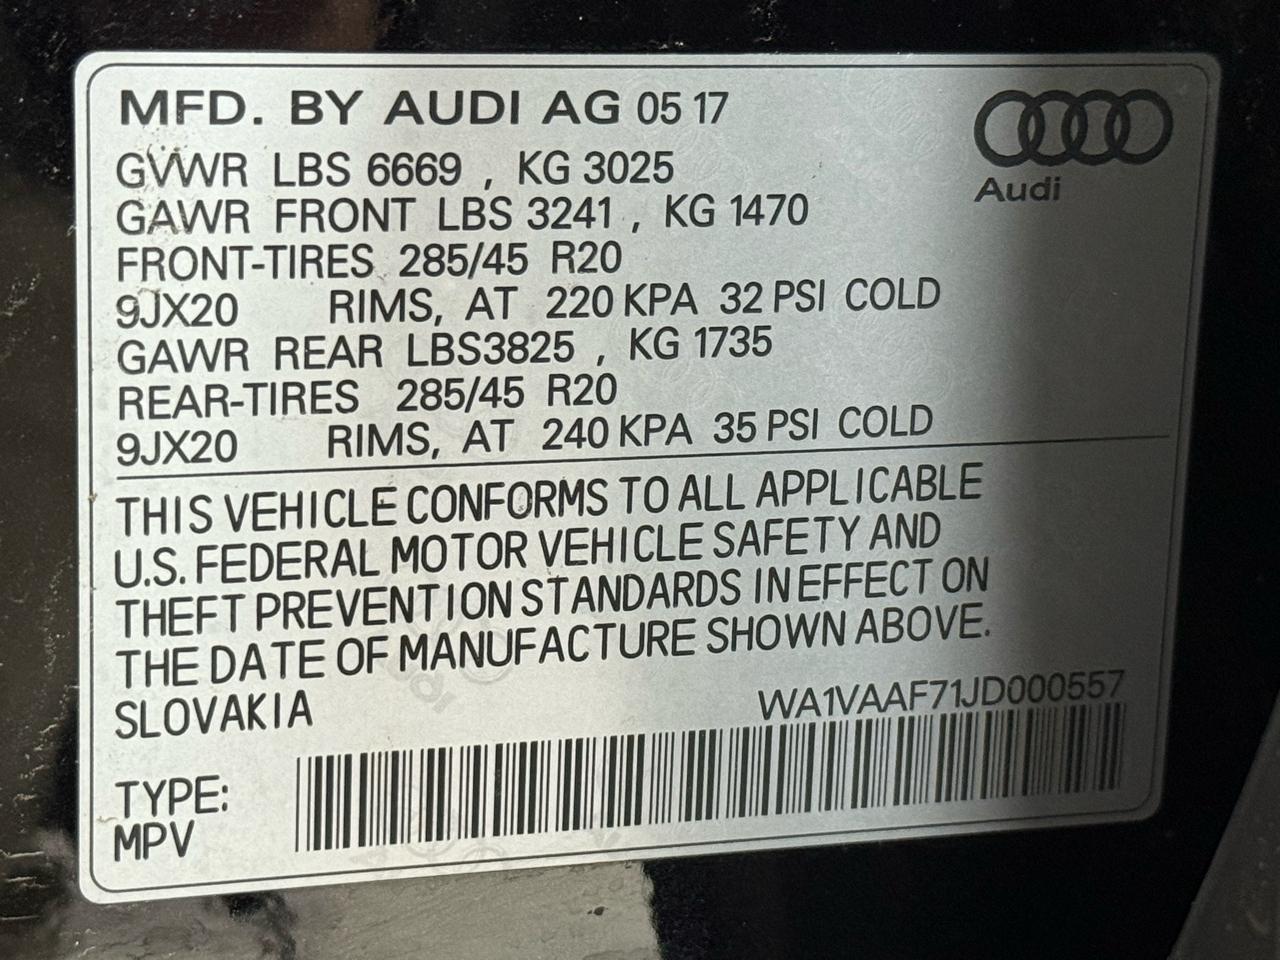 MFD. BY AUDI AG 05 17
Audi
GVWR LBS 6669 , KG 3025
GAWR FRONT LBS 3241 , KG 1470
FRONT-TIRES 285/45 R20
9JX20 RIMS, AT 220 KPA 32 PSI COLD
GAWR REAR LBS3825 , KG 1735
REAR-TIRES 285/45 R20
9JX20 RIMS, AT 240 KPA 35 PSI COLD
THIS VEHICLE CONFORMS TO ALL APPLICABLE
U.S. FEDERAL MOTOR VEHICLE SAFETY AND
THEFT PREVENTION STANDARDS IN EFFECT ON
THE DATE OF MANUFACTURE SHOWN ABOVE.
SLOVAKIA WA1VAAF71JD000557
TYPE:
MPV